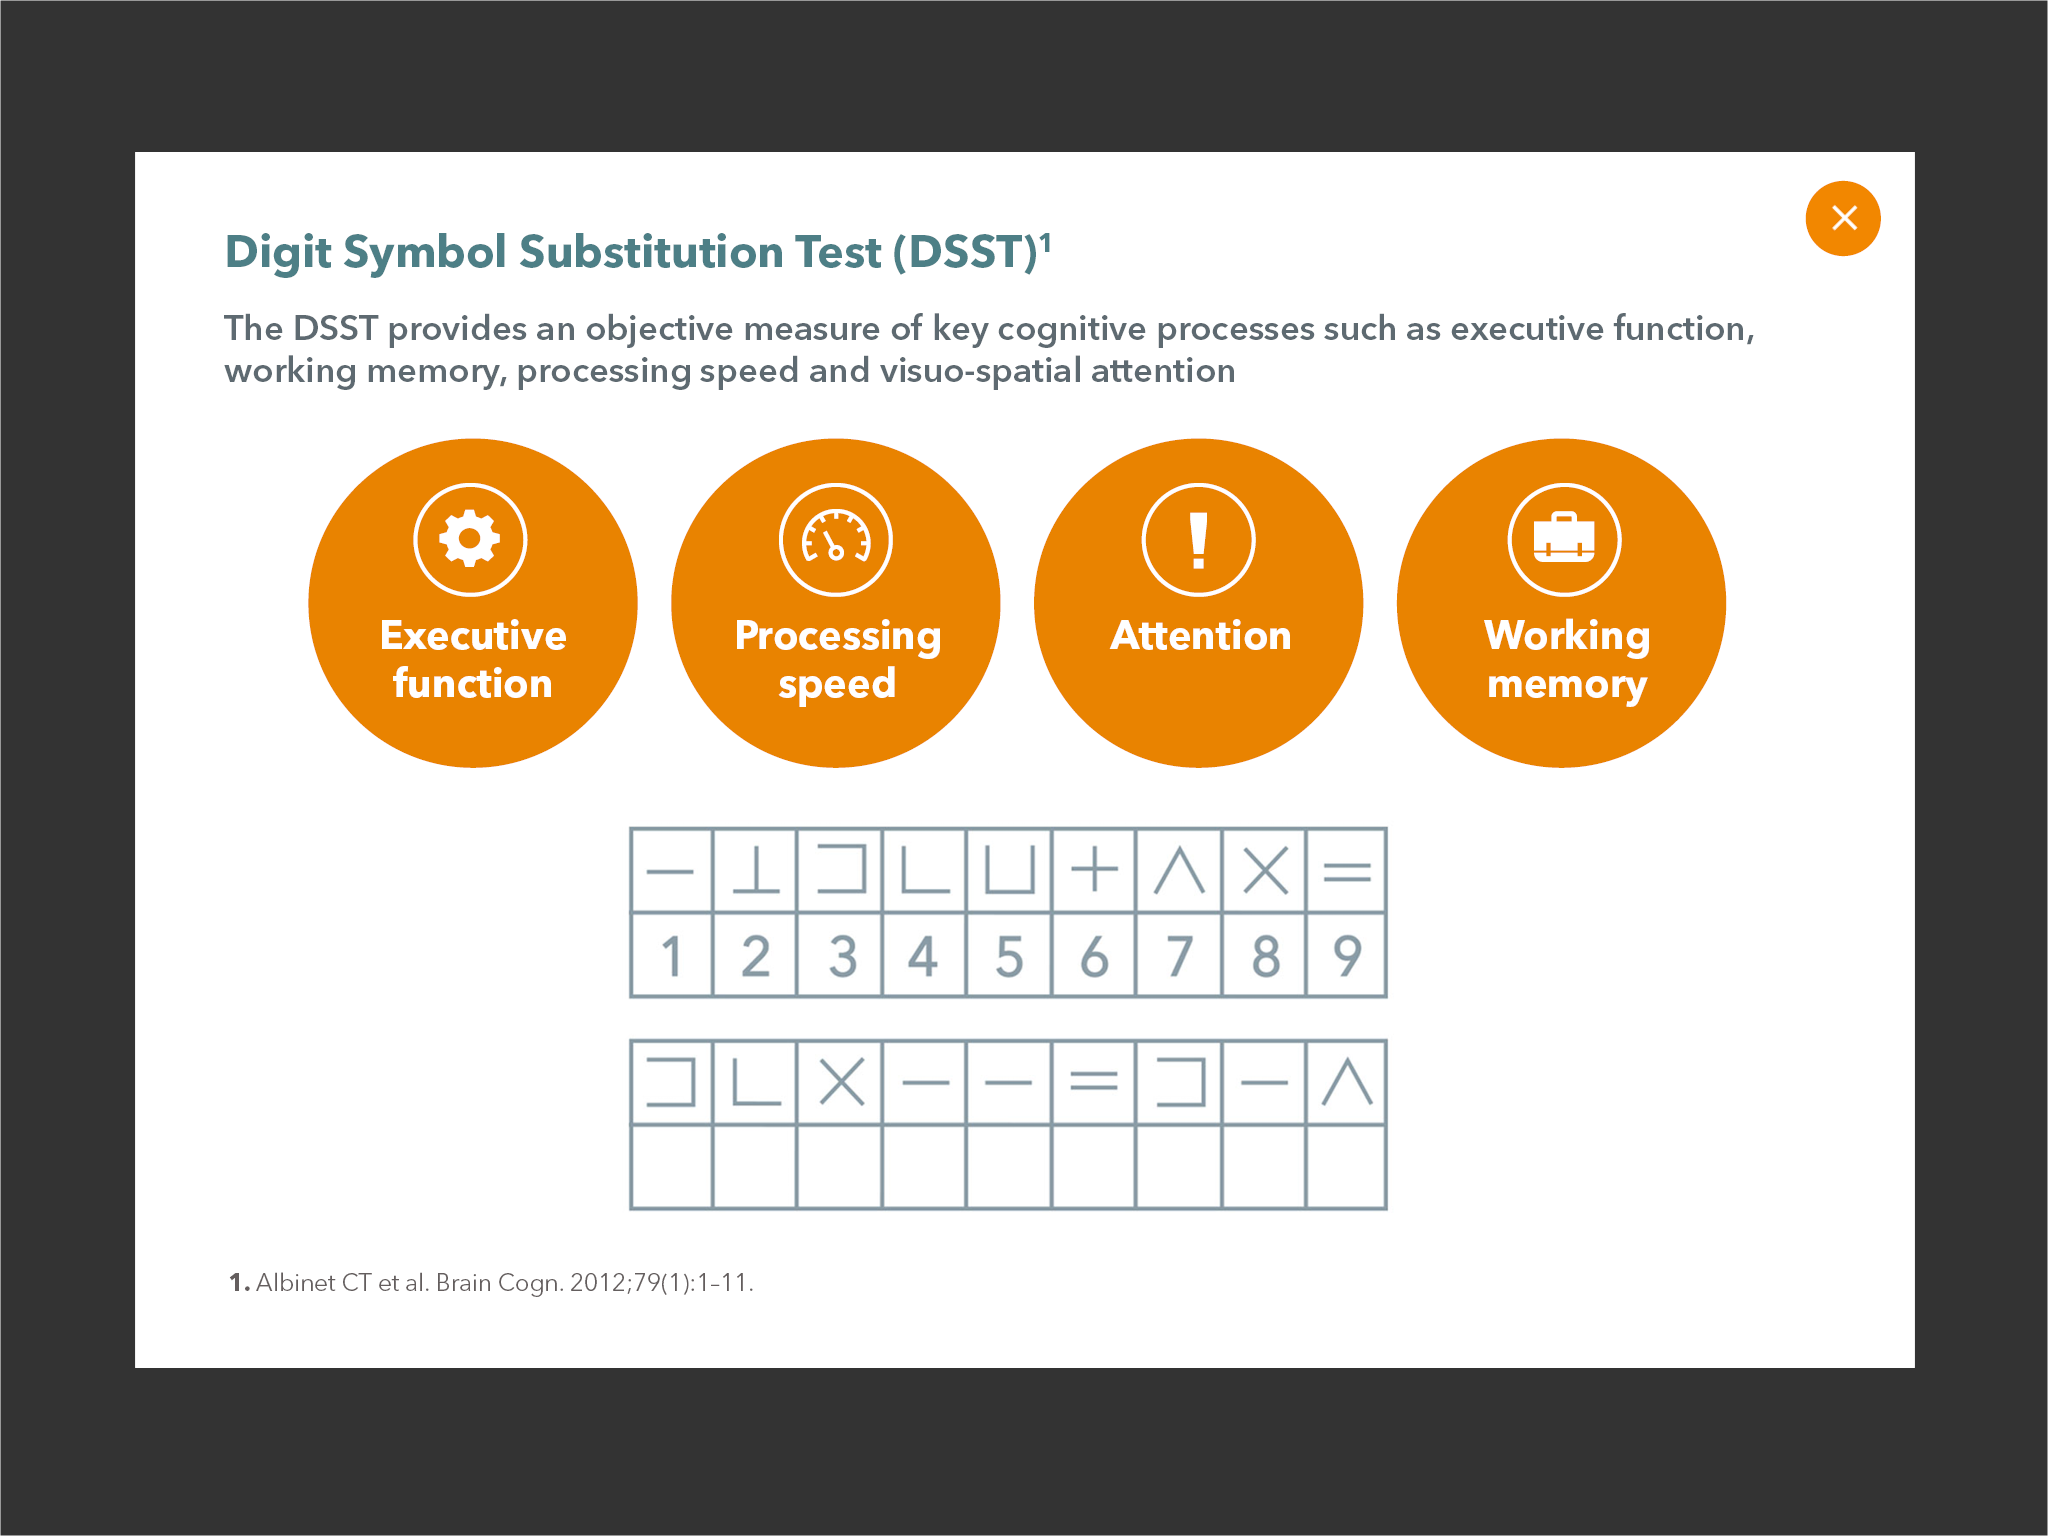 Digit Symbol Substitution Test (DSST)¹
The DSST provides an objective measure of key cognitive processes such as executive function,
working memory, processing speed and visuo-spatial attention
Executive
function
Processing
speed
Attention
Working
memory
1 2 3 4 5 6 7 8 9
1. Albinet CT et al. Brain Cogn. 2012;79(1):1–11.